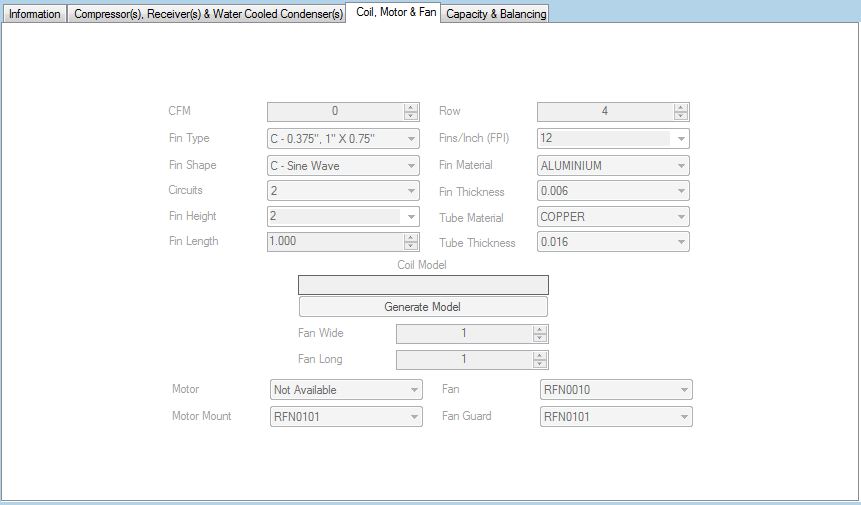 Information Compressor(s), Receiver(s) & Water Cooled Condenser(s) Coil, Motor & Fan Capacity & Balancing
CFM 0 Row 4
Fin Type C - 0.375", 1" X 0.75" Fins/Inch (FPI) 12
Fin Shape C - Sine Wave Fin Material ALUMINIUM
Circuits 2 Fin Thickness 0.006
Fin Height 2 Tube Material COPPER
Fin Length 1.000 Tube Thickness 0.016
Coil Model
Generate Model
Fan Wide 1
Fan Long 1
Motor Not Available Fan RFN0010
Motor Mount RFN0101 Fan Guard RFN0101